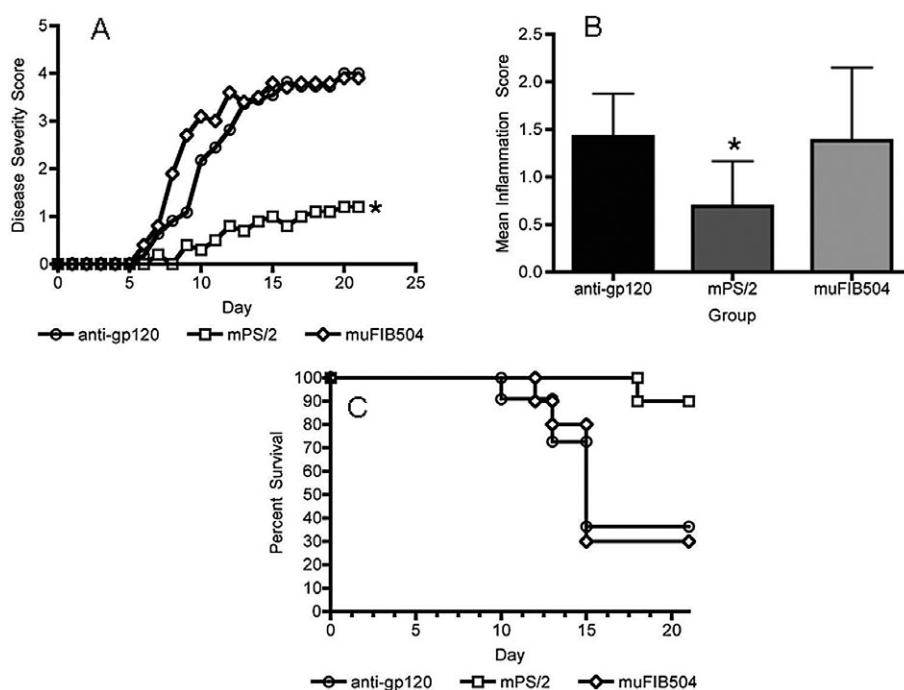 A
Disease Severity Score
5
4
3
2
1
0
0 5 10 15 20 25
Day
*
anti-gp120 mPS/2 muFIB504
B
Mean Inflammation Score
2.5
2.0
1.5
1.0
0.5
0.0
*
anti-gp120 mPS/2 muFIB504
Group
C
Percent Survival
100
90
80
70
60
50
40
30
20
10
0
0 10 15 20
Day
anti-gp120 mPS/2 muFIB504